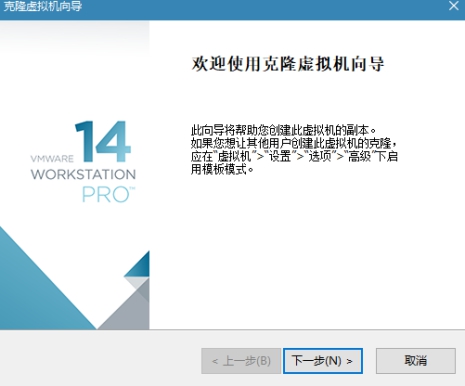 克隆虚拟机向导
欢迎使用克隆虚拟机向导
此向导将帮助您创建此虚拟机的副本。
如果您想让其他用户创建此虚拟机的克隆，
应在“虚拟机”>“设置”>“选项”>“高级”下启
用模板模式。
VMWARE 14
WORKSTATION
PRO™
< 上一步(B)
下一步(N) >
取消